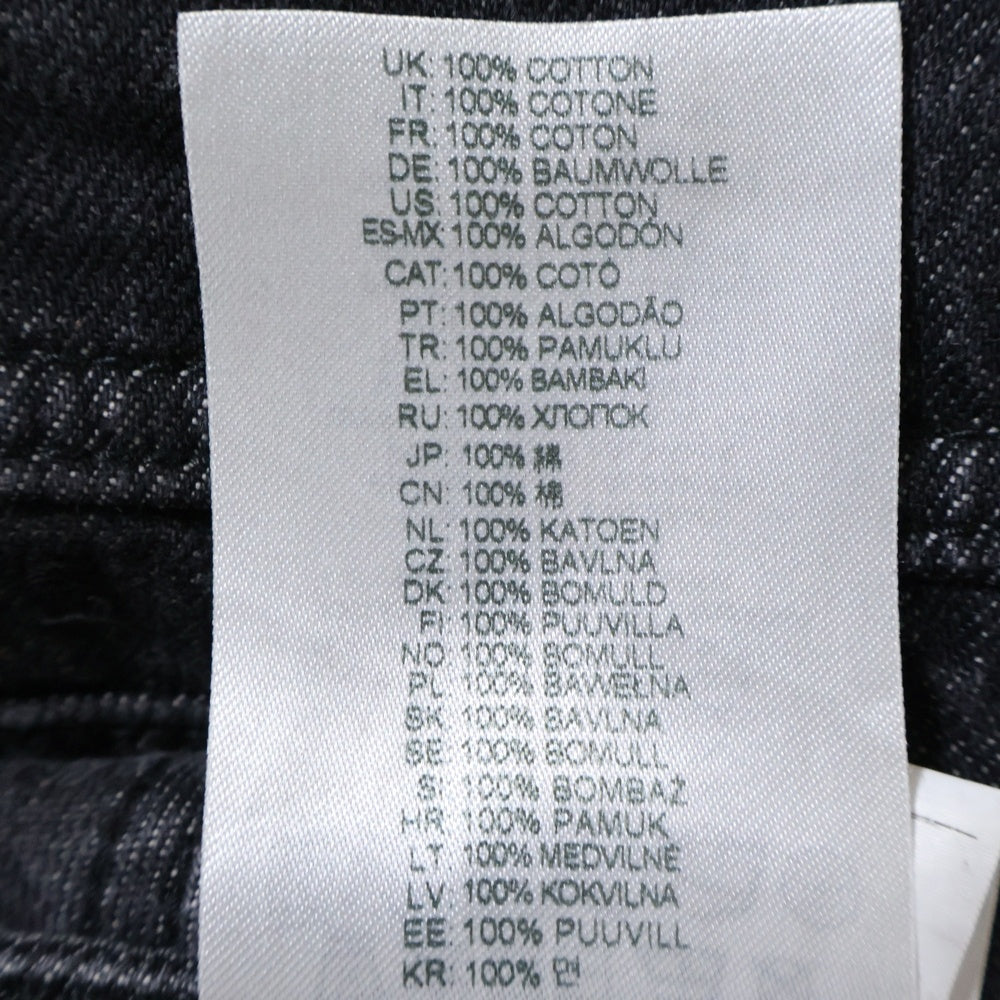 UK: 100% COTTON
IT: 100% COTONE
FR: 100% COTON
DE: 100% BAUMWOLLE
US: 100% COTTON
ES-MX: 100% ALGODÓN
CAT: 100% COTÓ
PT: 100% ALGODÃO
TR: 100% PAMUKLU
EL: 100% ΒΑΜΒΑΚΙ
RU: 100% ХЛОПОК
JP: 100% 綿
CN: 100% 棉
NL: 100% KATOEN
CZ: 100% BAVLNA
DK: 100% BOMULD
FI: 100% PUUVILLA
NO: 100% BOMULL
PL: 100% BAWEŁNA
SK: 100% BAVLNA
SE: 100% BOMULL
SI: 100% BOMBAŽ
HR: 100% PAMUK
LT: 100% MEDVILNĖ
LV: 100% KOKVILNA
EE: 100% PUUVILL
KR: 100% 면